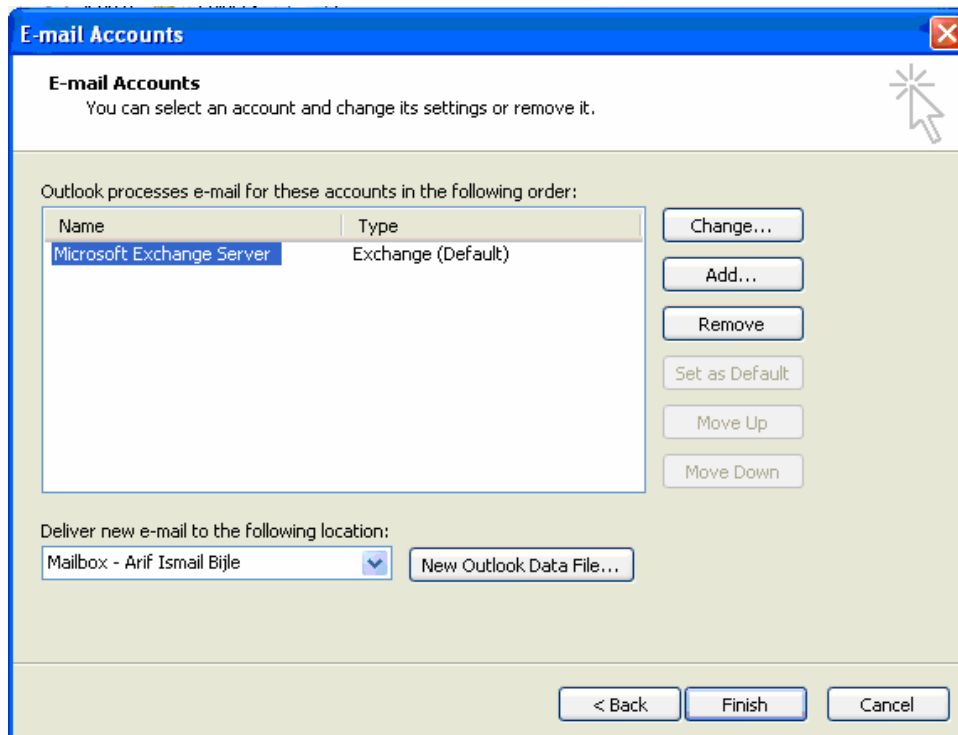 E-mail Accounts
E-mail Accounts
You can select an account and change its settings or remove it.
Outlook processes e-mail for these accounts in the following order:
Name Type
Microsoft Exchange Server Exchange (Default)
Change...
Add...
Remove
Set as Default
Move Up
Move Down
Deliver new e-mail to the following location:
Mailbox - Arif Ismail Bijle New Outlook Data File...
< Back Finish Cancel